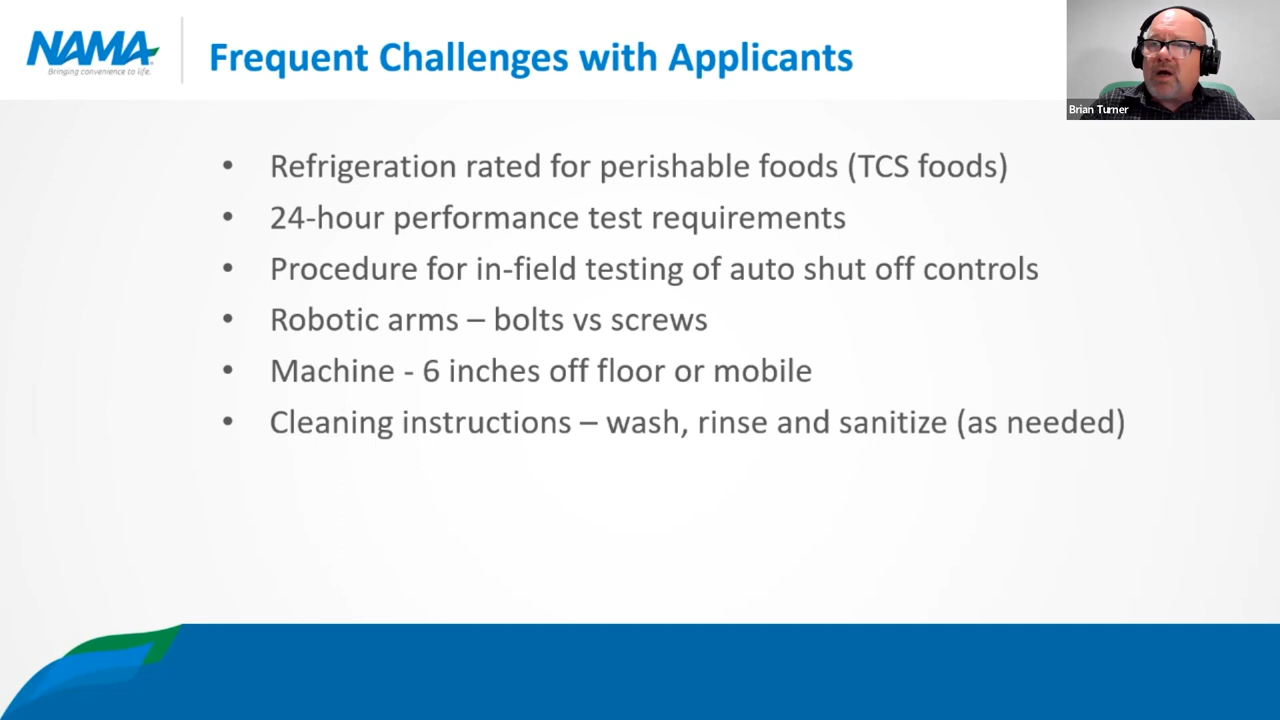 NAMA
Bringing convenience to life.
Frequent Challenges with Applicants
Brian Turner
• Refrigeration rated for perishable foods (TCS foods)
• 24-hour performance test requirements
• Procedure for in-field testing of auto shut off controls
• Robotic arms – bolts vs screws
• Machine - 6 inches off floor or mobile
• Cleaning instructions – wash, rinse and sanitize (as needed)